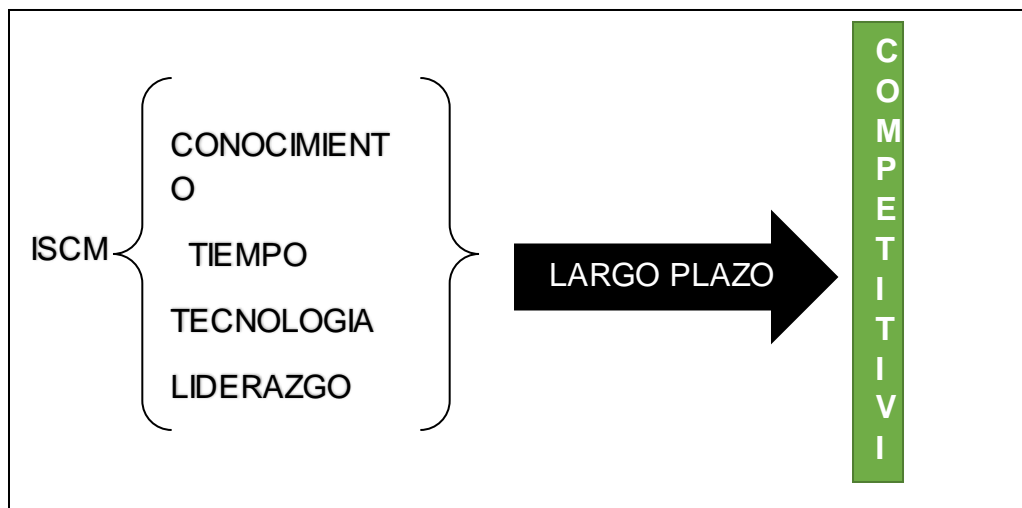 ISCM
CONOCIMIENT
O
TIEMPO
TECNOLOGIA
LIDERAZGO
LARGO PLAZO
C
O
M
P
E
T
I
T
I
V
I